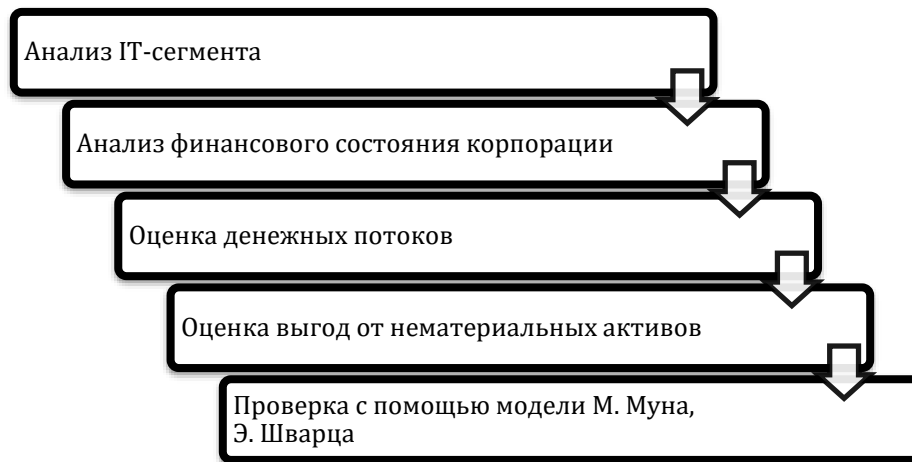 Анализ IT-сегмента
Анализ финансового состояния корпорации
Оценка денежных потоков
Оценка выгод от нематериальных активов
Проверка с помощью модели М. Муна,
Э. Шварца